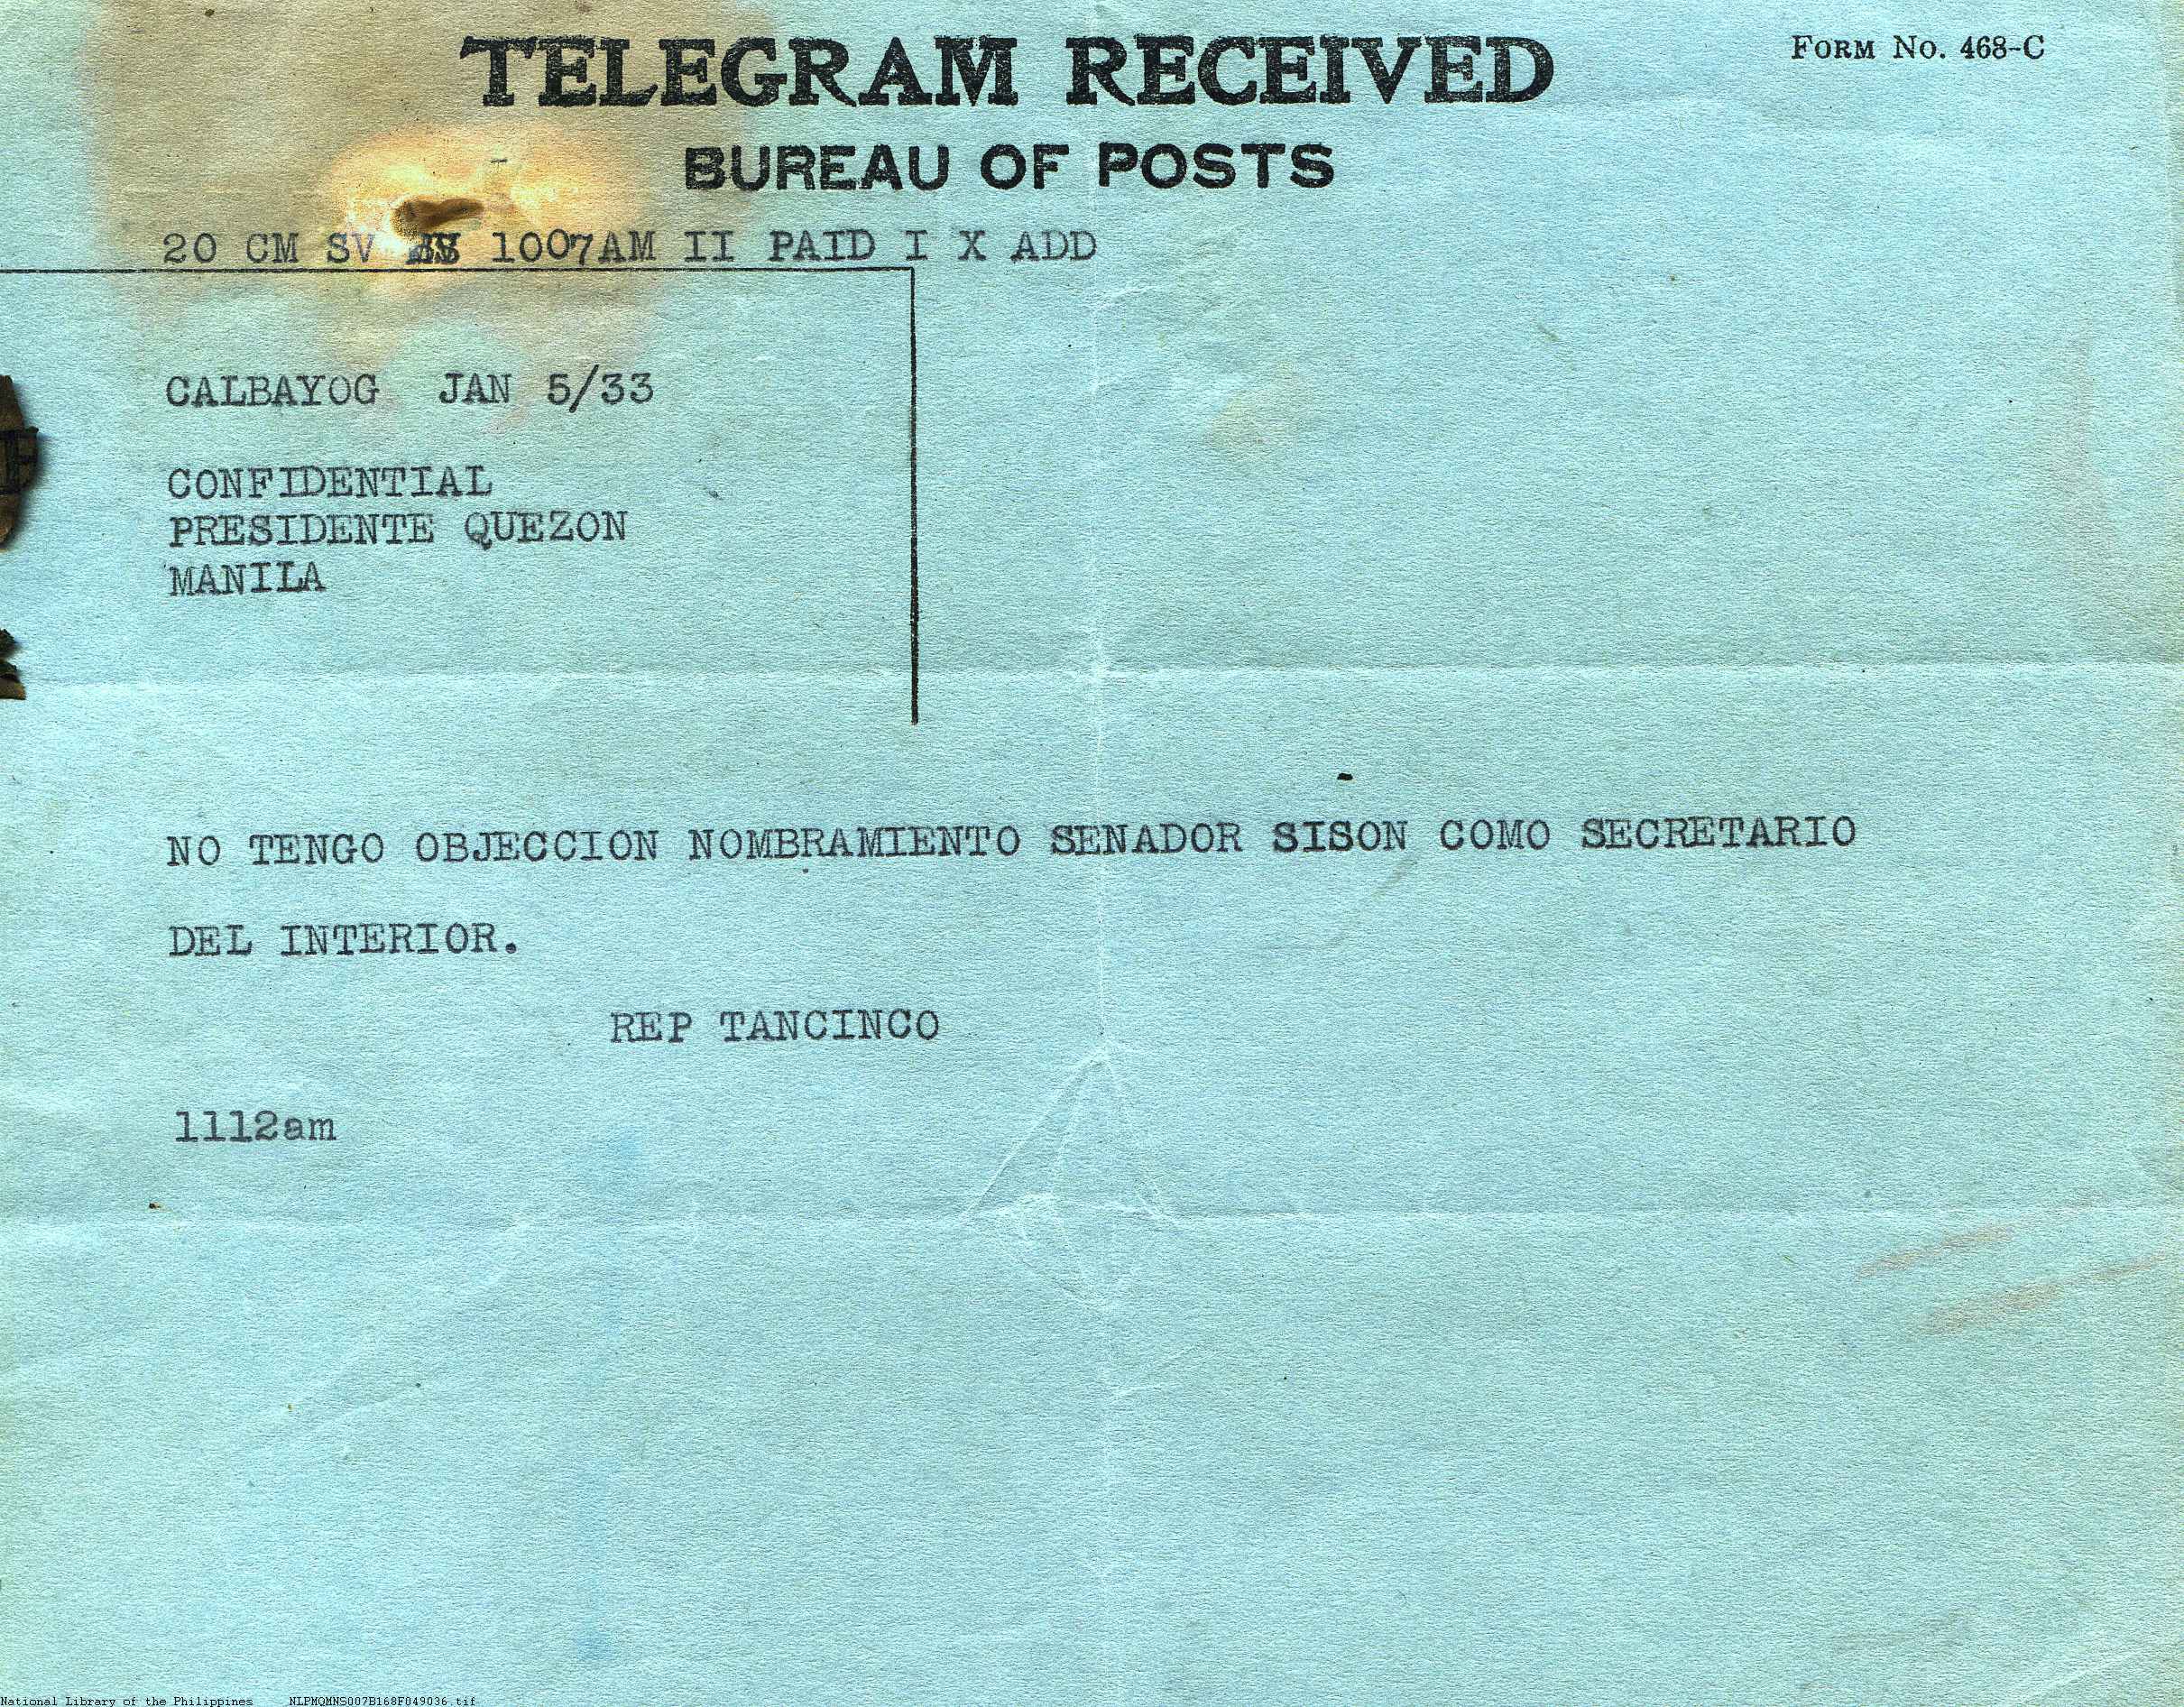 TELEGRAM RECEIVED
FORM NO. 468-C
BUREAU OF POSTS
20 CM SV 1007AM II PAID I X ADD
CALBAYOG JAN 5/33
CONFIDENTIAL
PRESIDENTE QUEZON
MANILA
NO TENGO OBJECCION NOMBRAMIENTO SENADOR SISON COMO SECRETARIO
DEL INTERIOR.
REP TANCINCO
1112am
National Library of the Philippines NLPMQMNS007B168F049036.tif